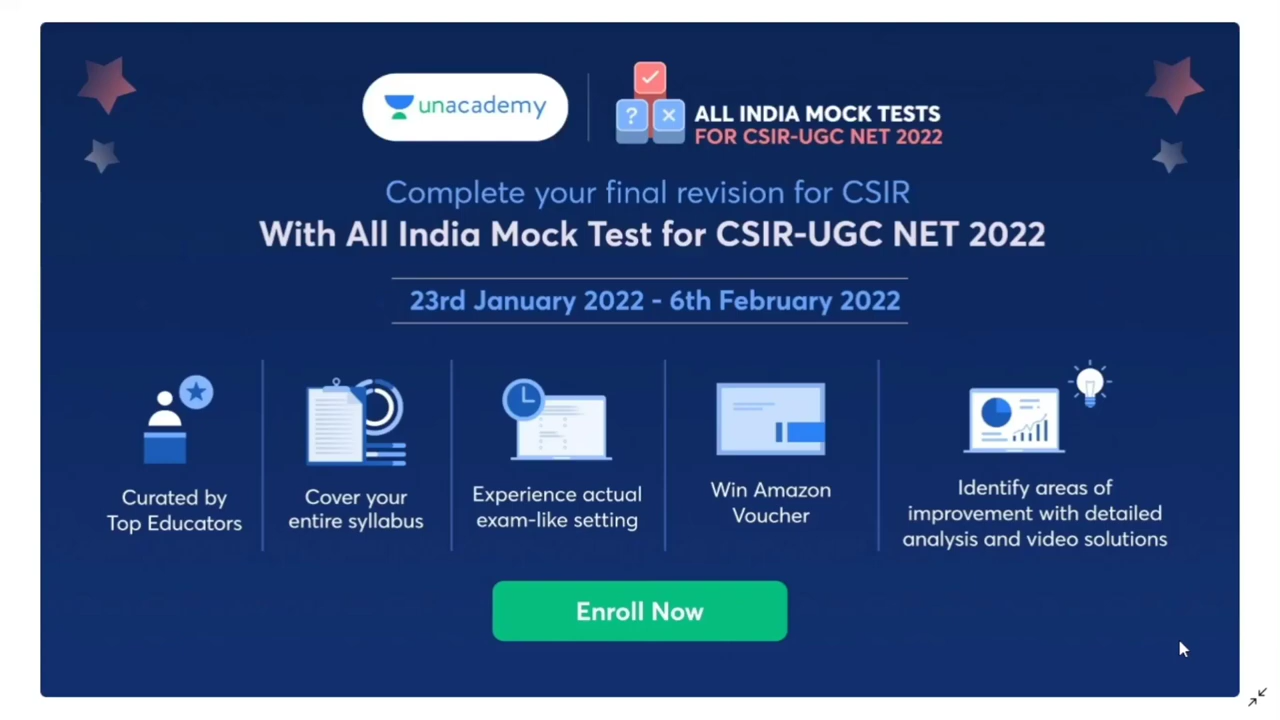 unacademy
ALL INDIA MOCK TESTS
FOR CSIR-UGC NET 2022
Complete your final revision for CSIR
With All India Mock Test for CSIR-UGC NET 2022
23rd January 2022 - 6th February 2022
Curated by
Top Educators
Cover your
entire syllabus
Experience actual
exam-like setting
Win Amazon
Voucher
Identify areas of
improvement with detailed
analysis and video solutions
Enroll Now